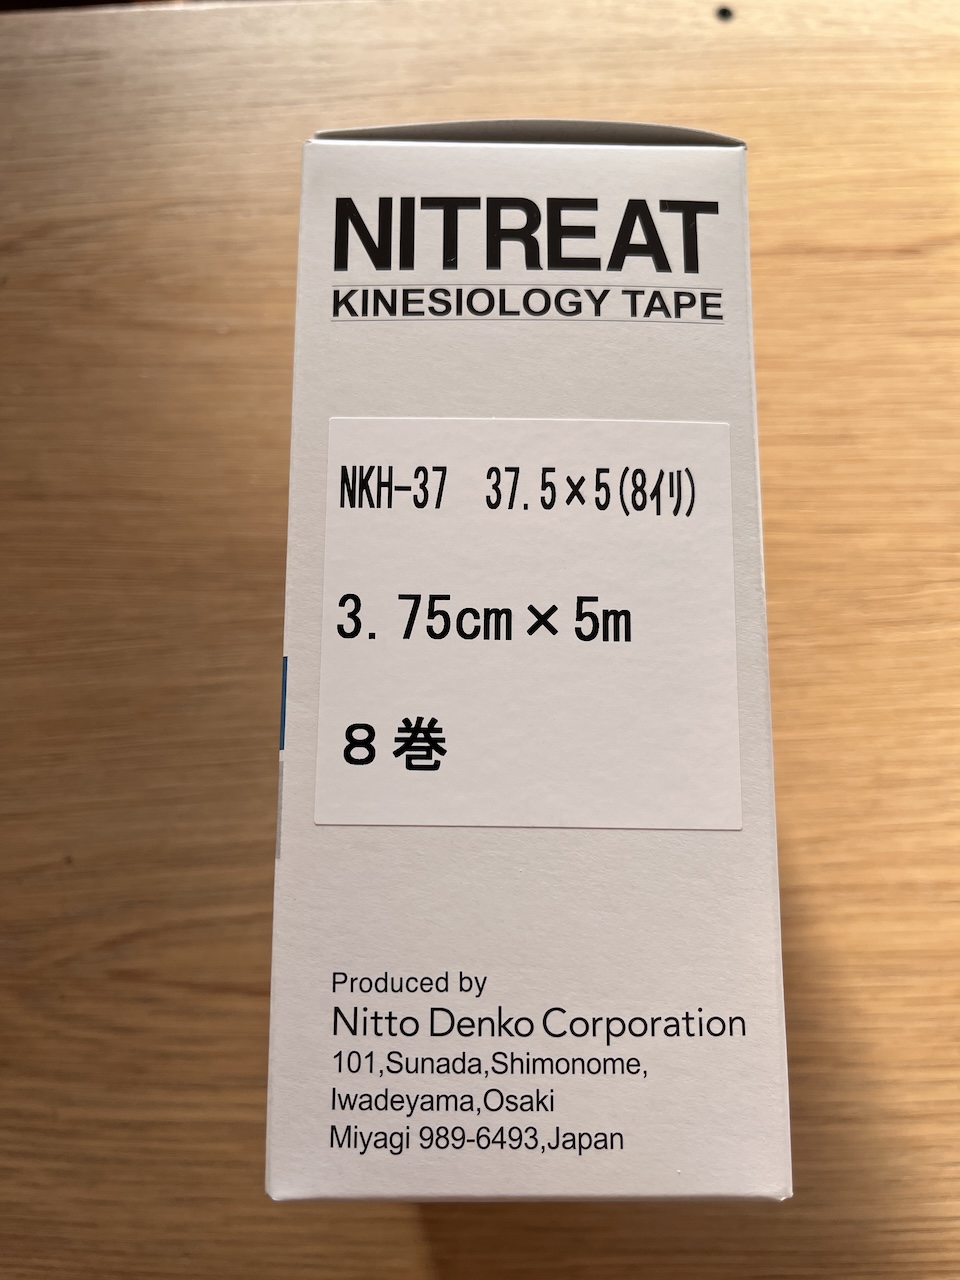 NITREAT
KINESIOLOGY TAPE
NKH-37　37.5×5(8ｲﾘ)
3.75cm×5m
８巻
Produced by
Nitto Denko Corporation
101,Sunada,Shimonome,
Iwadeyama,Osaki
Miyagi 989-6493,Japan